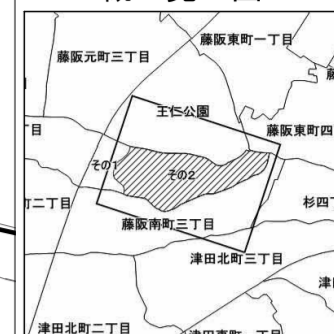 藤阪東町一丁目
藤阪元町三丁目
王仁公園
藤阪東町四
丁目
その1
その2
杉四
丁二丁目
藤阪南町三丁目
津田北町三丁目
津
津田北町二丁目